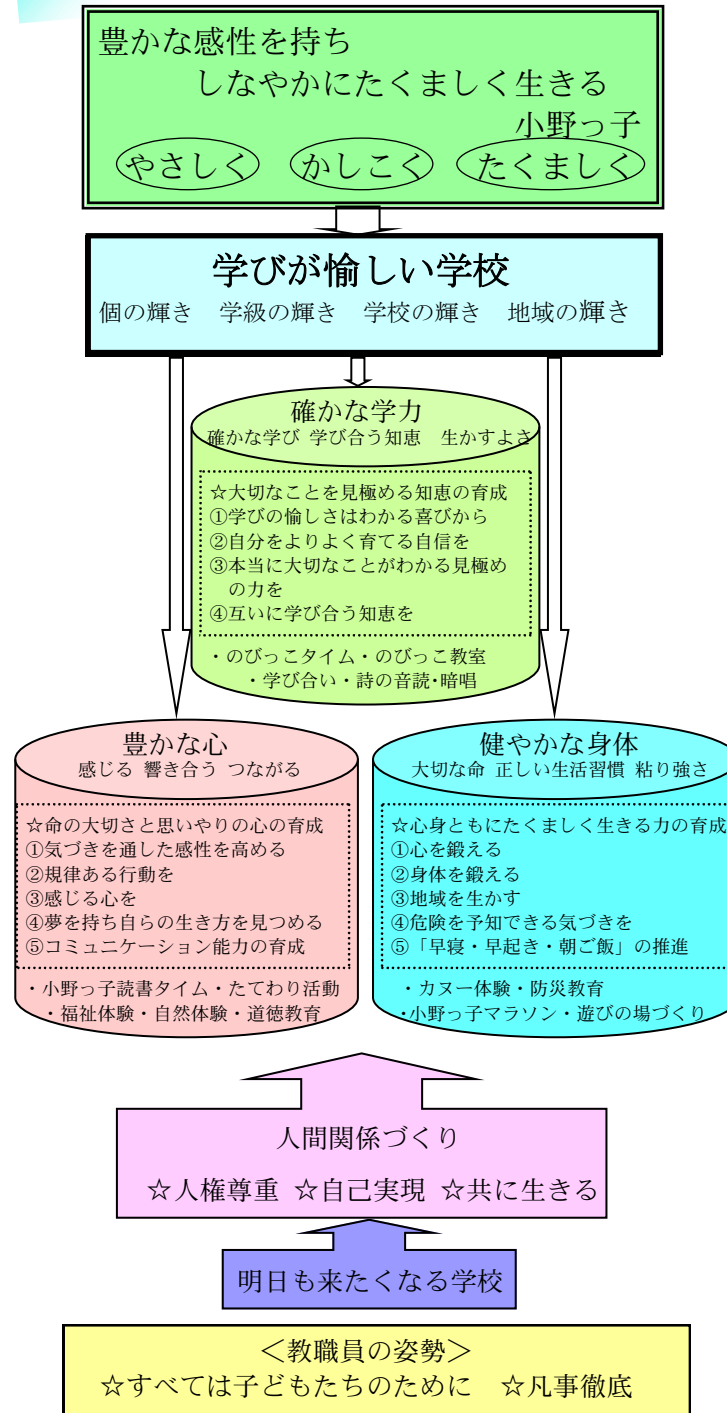 豊かな感性を持ち
しなやかにたくましく生きる
小野っ子
やさしく　かしこく　たくましく
学びが愉しい学校
個の輝き　学級の輝き　学校の輝き　地域の輝き
確かな学力
確かな学び 学び合う知恵　生かすよさ
☆大切なことを見極める知恵の育成
①学びの愉しさはわかる喜びから
②自分をよりよく育てる自信を
③本当に大切なことがわかる見極め
の力を
④互いに学び合う知恵を
・のびっこタイム・のびっこ教室
・学び合い・詩の音読・暗唱
豊かな心
感じる 響き合う つながる
☆命の大切さと思いやりの心の育成
①気づきを通した感性を高める
②規律ある行動を
③感じる心を
④夢を持ち自らの生き方を見つめる
⑤コミュニケーション能力の育成
・小野っ子読書タイム・たてわり活動
・福祉体験・自然体験・道徳教育
健やかな身体
大切な命 正しい生活習慣 粘り強さ
☆心身ともにたくましく生きる力の育成
①心を鍛える
②身体を鍛える
③地域を生かす
④危険を予知できる気づきを
⑤「早寝・早起き・朝ご飯」の推進
・カヌー体験・防災教育
・小野っ子マラソン・遊びの場づくり
人間関係づくり
☆人権尊重 ☆自己実現 ☆共に生きる
明日も来たくなる学校
＜教職員の姿勢＞
☆すべては子どもたちのために　☆凡事徹底